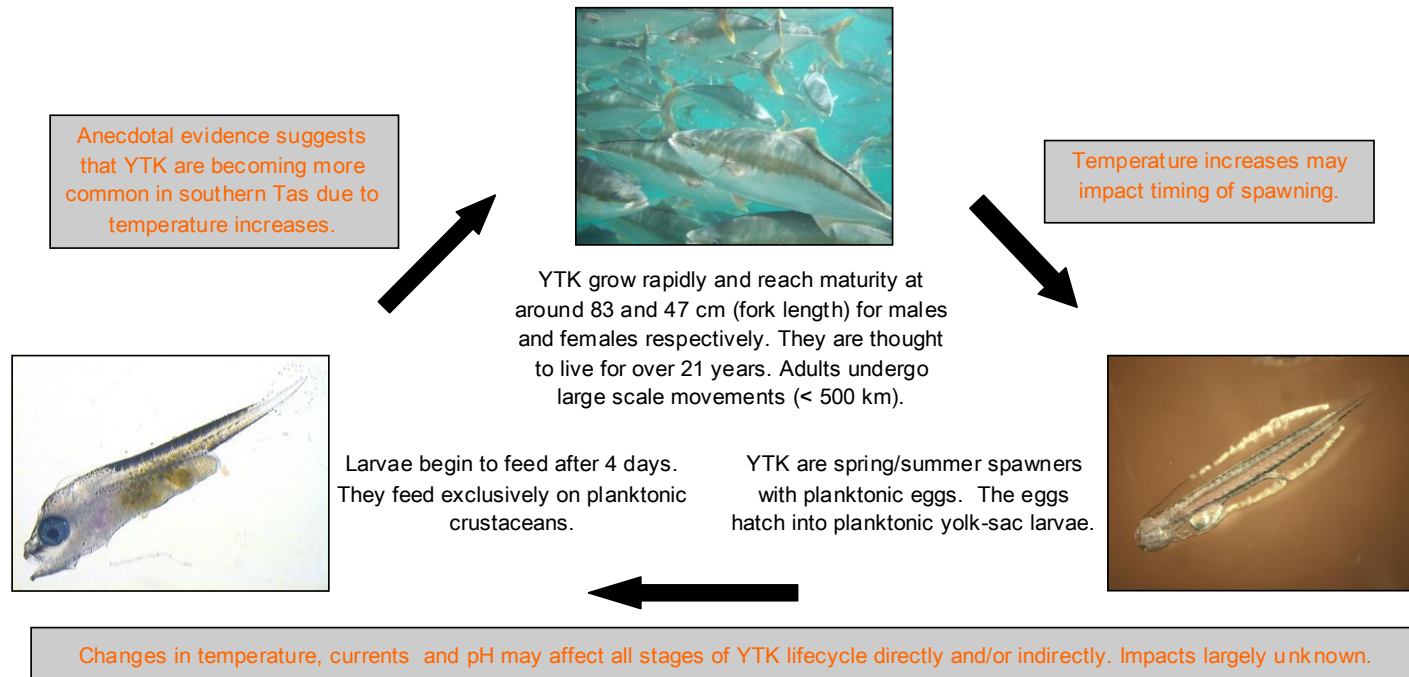 Anecdotal evidence suggests
that YTK are becoming more
common in southern Tas due to
temperature increases.
Temperature increases may
impact timing of spawning.
YTK grow rapidly and reach maturity at
around 83 and 47 cm (fork length) for males
and females respectively. They are thought
to live for over 21 years. Adults undergo
large scale movements (< 500 km).
Larvae begin to feed after 4 days.
They feed exclusively on planktonic
crustaceans.
YTK are spring/summer spawners
with planktonic eggs. The eggs
hatch into planktonic yolk-sac larvae.
Changes in temperature, currents and pH may affect all stages of YTK lifecycle directly and/or indirectly. Impacts largely unknown.